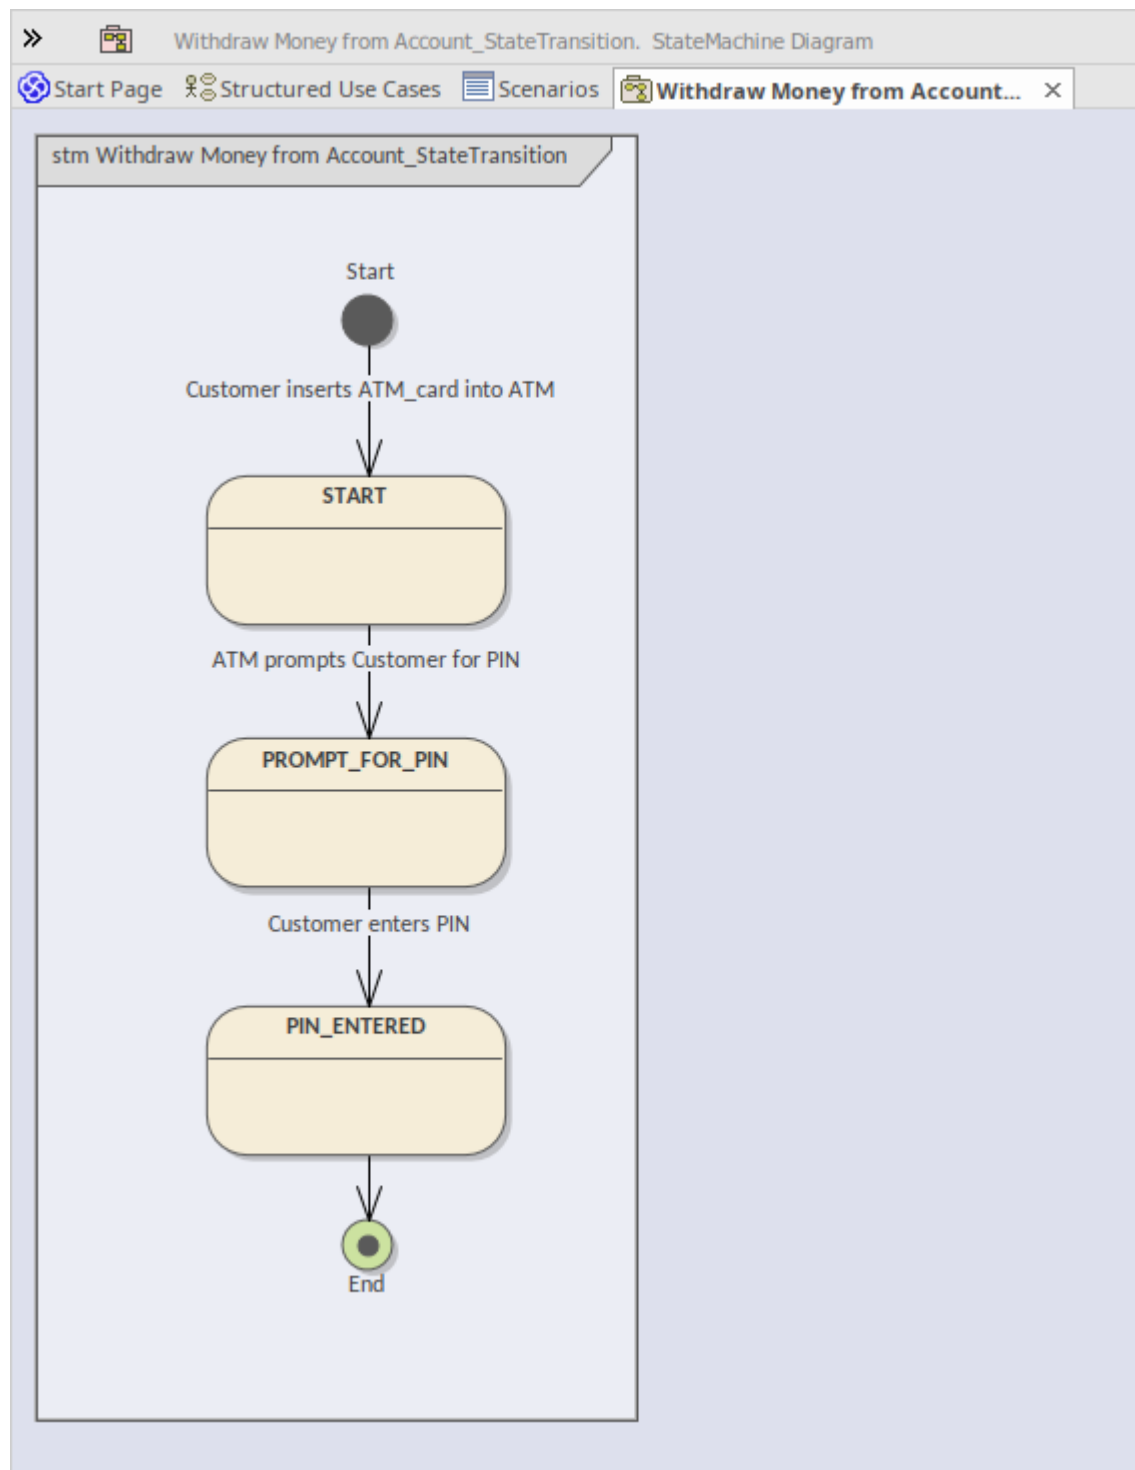 Withdraw Money from Account_StateTransition.  StateMachine Diagram
Start Page Structured Use Cases Scenarios Withdraw Money from Account...
stm Withdraw Money from Account_StateTransition
Start
Customer inserts ATM_card into ATM
START
ATM prompts Customer for PIN
PROMPT_FOR_PIN
Customer enters PIN
PIN_ENTERED
End